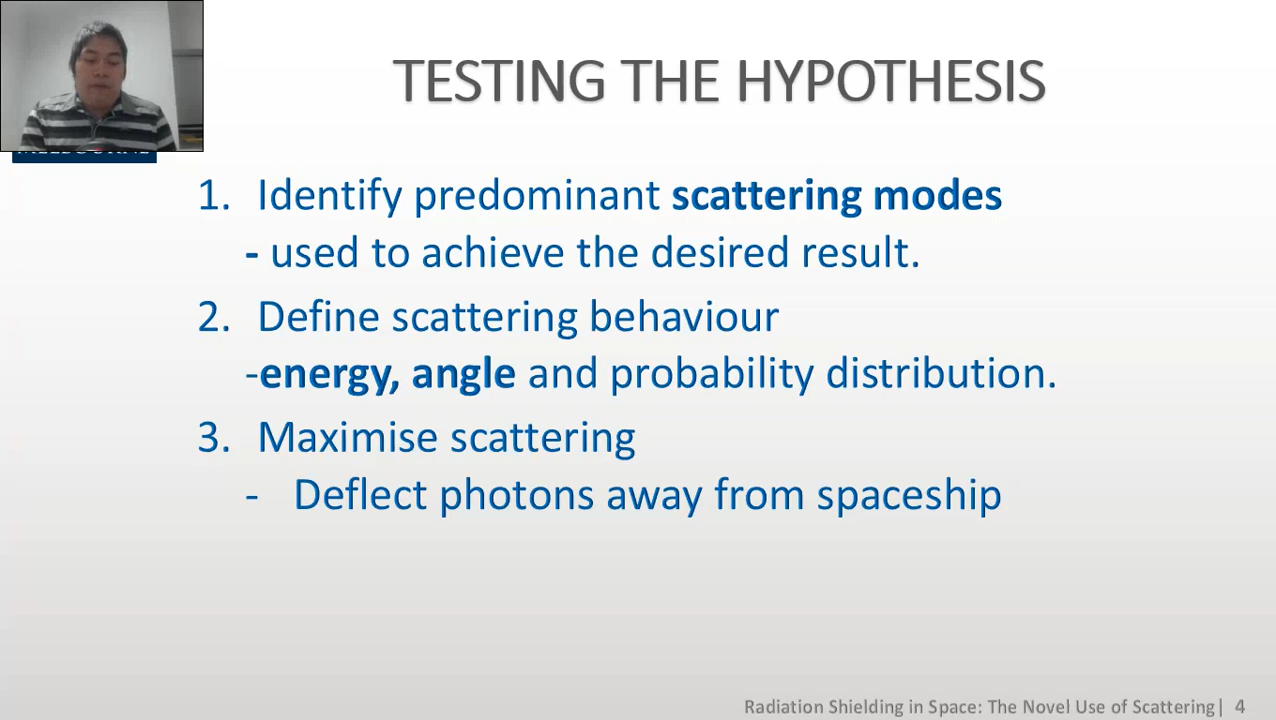 TESTING THE HYPOTHESIS
1. Identify predominant scattering modes
- used to achieve the desired result.
2. Define scattering behaviour
-energy, angle and probability distribution.
3. Maximise scattering
- Deflect photons away from spaceship
Radiation Shielding in Space: The Novel Use of Scattering| 4